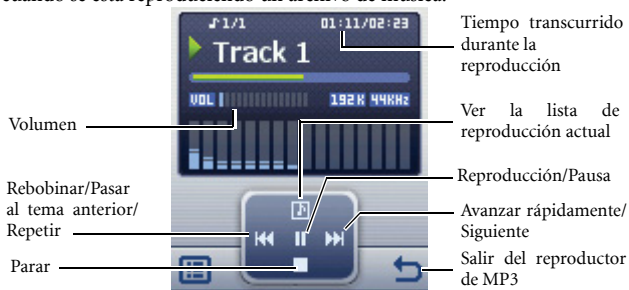 cuando se está reproduciendo un archivo de música.
1/1
01:11/02:23
Track 1
VOL
192K 44KHz
Tiempo transcurrido
durante la
reproducción
Ver la lista de
reproducción actual
Volumen
Reproducción/Pausa
Rebobinar/Pasar
al tema anterior/
Repetir
Avanzar rápidamente/
Siguiente
Parar
Salir del reproductor
de MP3